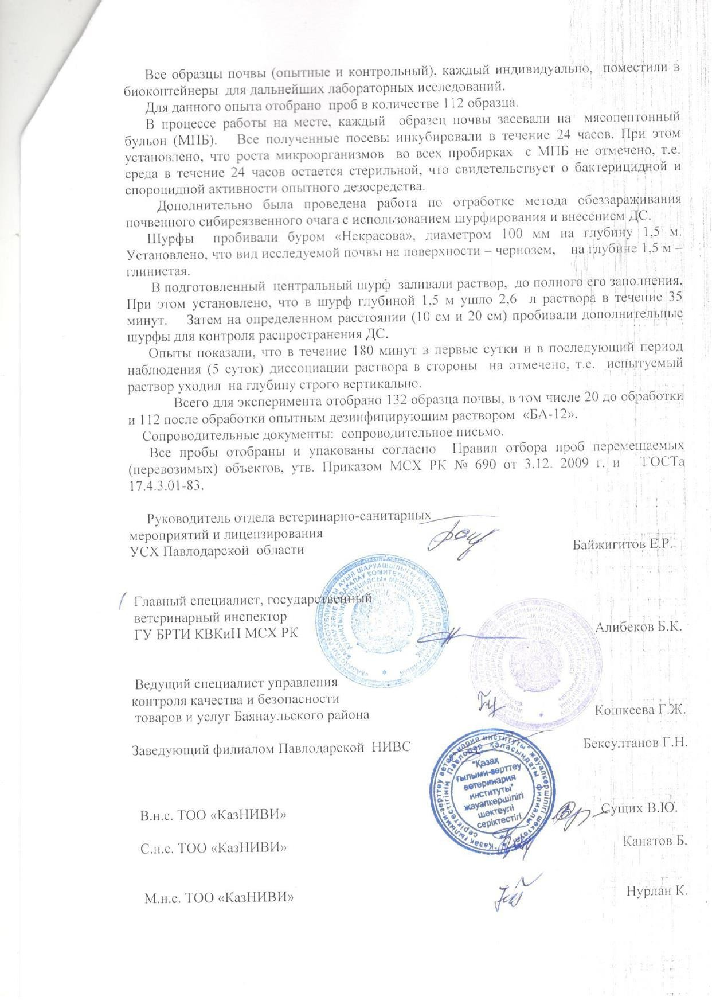 Все образцы почвы (опытные и контрольный), каждый индивидуально, поместили в
биоконтейнеры для дальнейших лабораторных исследований.
Для данного опыта отобрано проб в количестве 112 образца.
В процессе работы на месте, каждый образец почвы засевали на мясопептонный
бульон (МПБ). Все полученные посевы инкубировали в течение 24 часов. При этом
установлено, что роста микроорганизмов во всех пробирках с МПБ не отмечено, т.е.
среда в течение 24 часов остается стерильной, что свидетельствует о бактерицидной и
спороцидной активности опытного дезосредства.
Дополнительно была проведена работа по отработке метода обеззараживания
почвенного сибиреязвенного очага с использованием шурфирования и внесением ДС.
Шурфы пробивали буром «Некрасова», диаметром 100 мм на глубину 1,5 м.
Установлено, что вид исследуемой почвы на поверхности – чернозем, на глубине 1,5 м –
глинистая.
В подготовленный центральный шурф заливали раствор, до полного его заполнения.
При этом установлено, что в шурф глубиной 1,5 м ушло 2,6 л раствора в течение 35
минут. Затем на определенном расстоянии (10 см и 20 см) пробивали дополнительные
шурфы для контроля распространения ДС.
Опыты показали, что в течение 180 минут в первые сутки и в последующий период
наблюдения (5 суток) диссоциации раствора в стороны на отмечено, т.е. испытуемый
раствор уходил на глубину строго вертикально.
Всего для эксперимента отобрано 132 образца почвы, в том числе 20 до обработки
и 112 после обработки опытным дезинфицирующим раствором «БА-12».
Сопроводительные документы: сопроводительное письмо.
Все пробы отобраны и упакованы согласно Правил отбора проб перемещаемых
(перевозимых) объектов, утв. Приказом МСХ РК № 690 от 3.12. 2009 г. и ГОСТа
17.4.3.01-83.
Руководитель отдела ветеринарно-санитарных
мероприятий и лицензирования
УСХ Павлодарской области Байжигитов Е.Р.
Главный специалист, государственный
ветеринарный инспектор
ГУ БРТИ КВКиН МСХ РК Алибеков Б.К.
Ведущий специалист управления
контроля качества и безопасности
товаров и услуг Баянаульского района Кошкеева Г.Ж.
Заведующий филиалом Павлодарской НИВС Бексултанов Г.Н.
"Қазақ
ғылыми-зерттеу
ветеринария
институты"
жауапкершілігі
шектеулі
серіктестігі
"Қазақ ғылыми-зерттеу ветеринария институты" жауапкершілігі шектеулі
серіктестігінің Павлодар қаласындағы филиалы
В.н.с. ТОО «КазНИВИ» Сущих В.Ю.
С.н.с. ТОО «КазНИВИ» Канатов Б.
М.н.с. ТОО «КазНИВИ» Нурлан К.